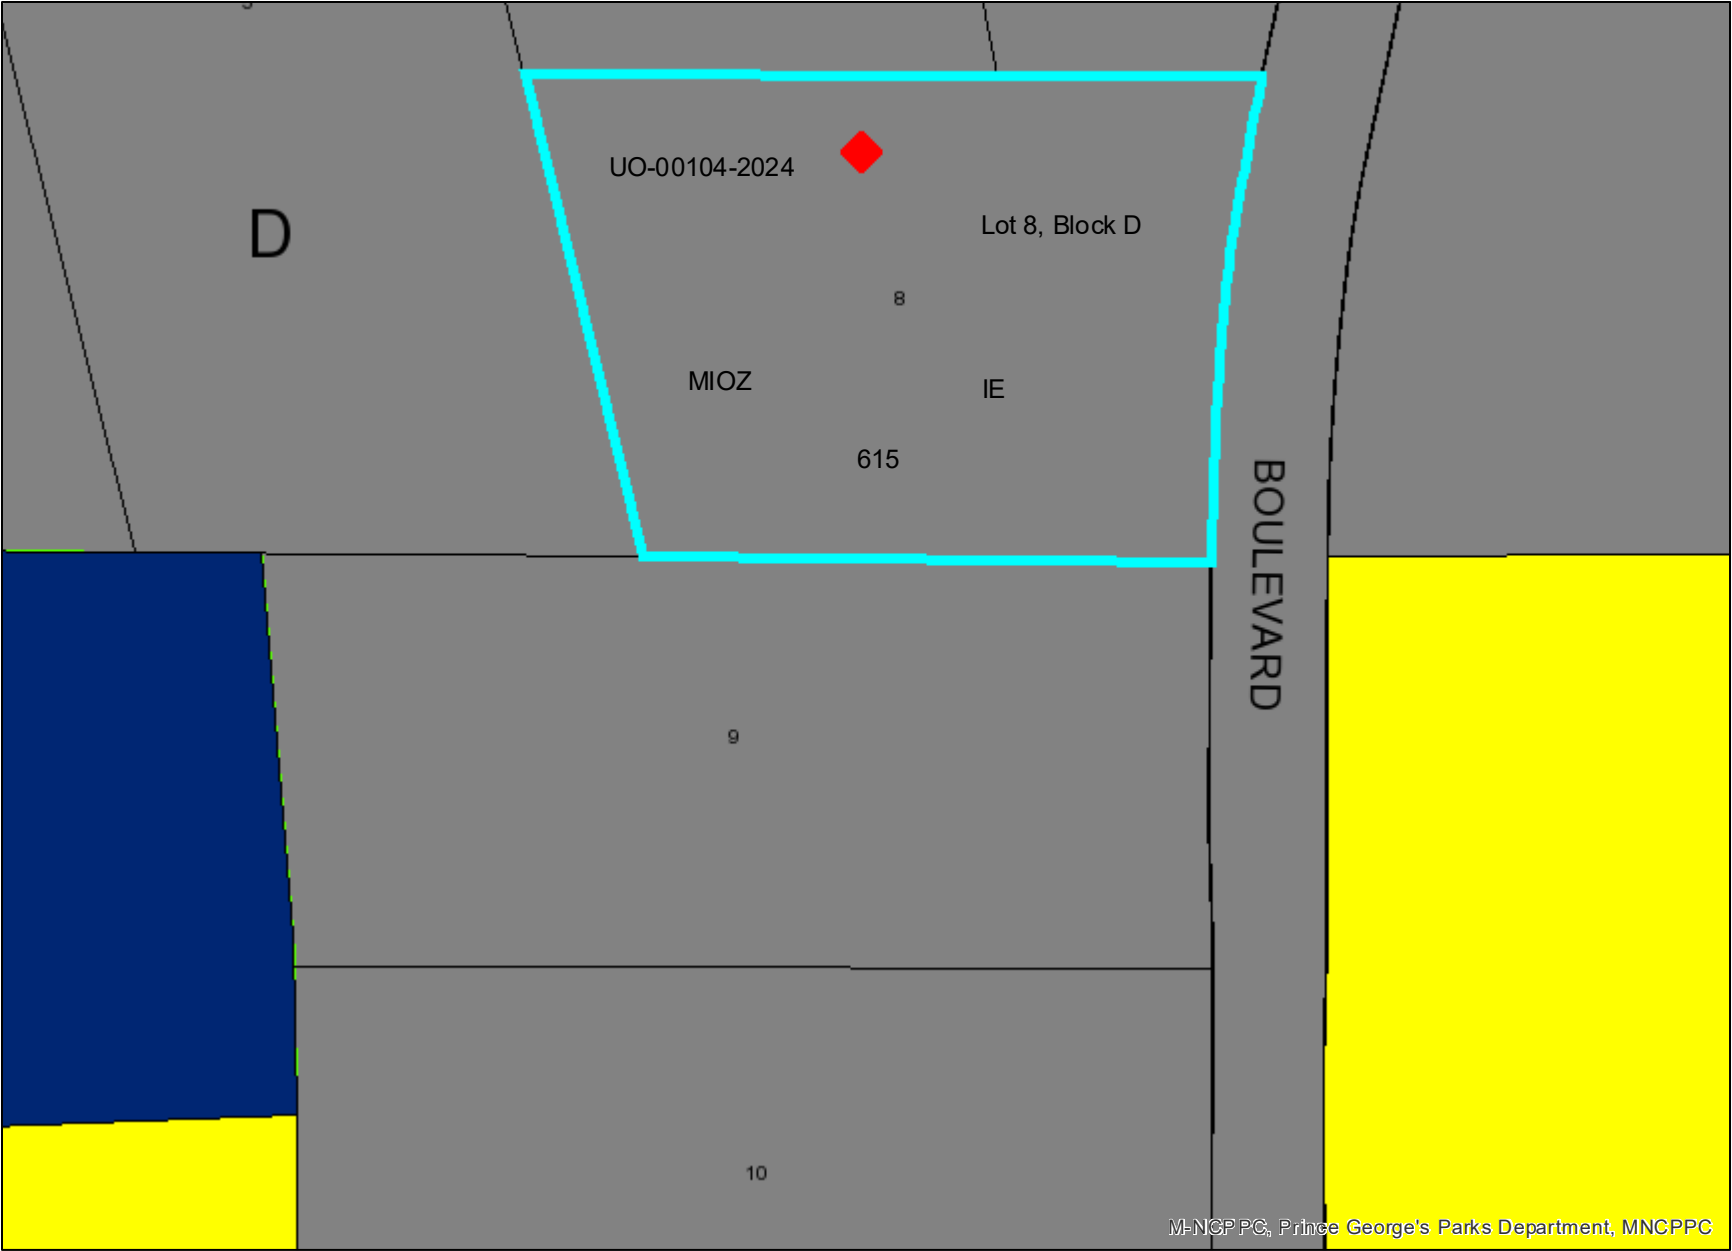 UO-00104-2024
Lot 8, Block D
D
8
MIOZ
IE
615
BOULEVARD
9
10
M-NCPPC, Prince George's Parks Department, MNCPPC